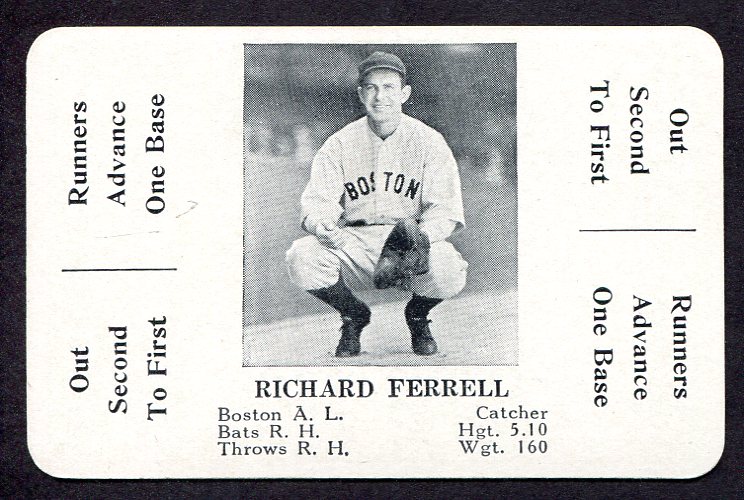 Runners
Advance
One Base
Out
Second
To First
BOSTON
RICHARD FERRELL
Boston A. L. Catcher
Bats R. H. Hgt. 5.10
Throws R. H. Wgt. 160
Out
Second
To First
Runners
Advance
One Base